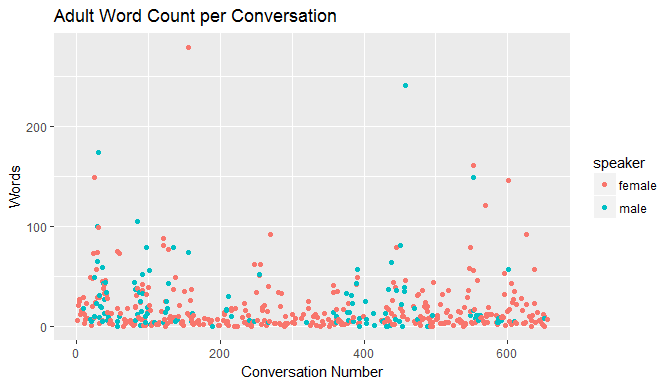 Adult Word Count per Conversation
Words
200
100
0
0
200
400
600
Conversation Number
speaker
female
male